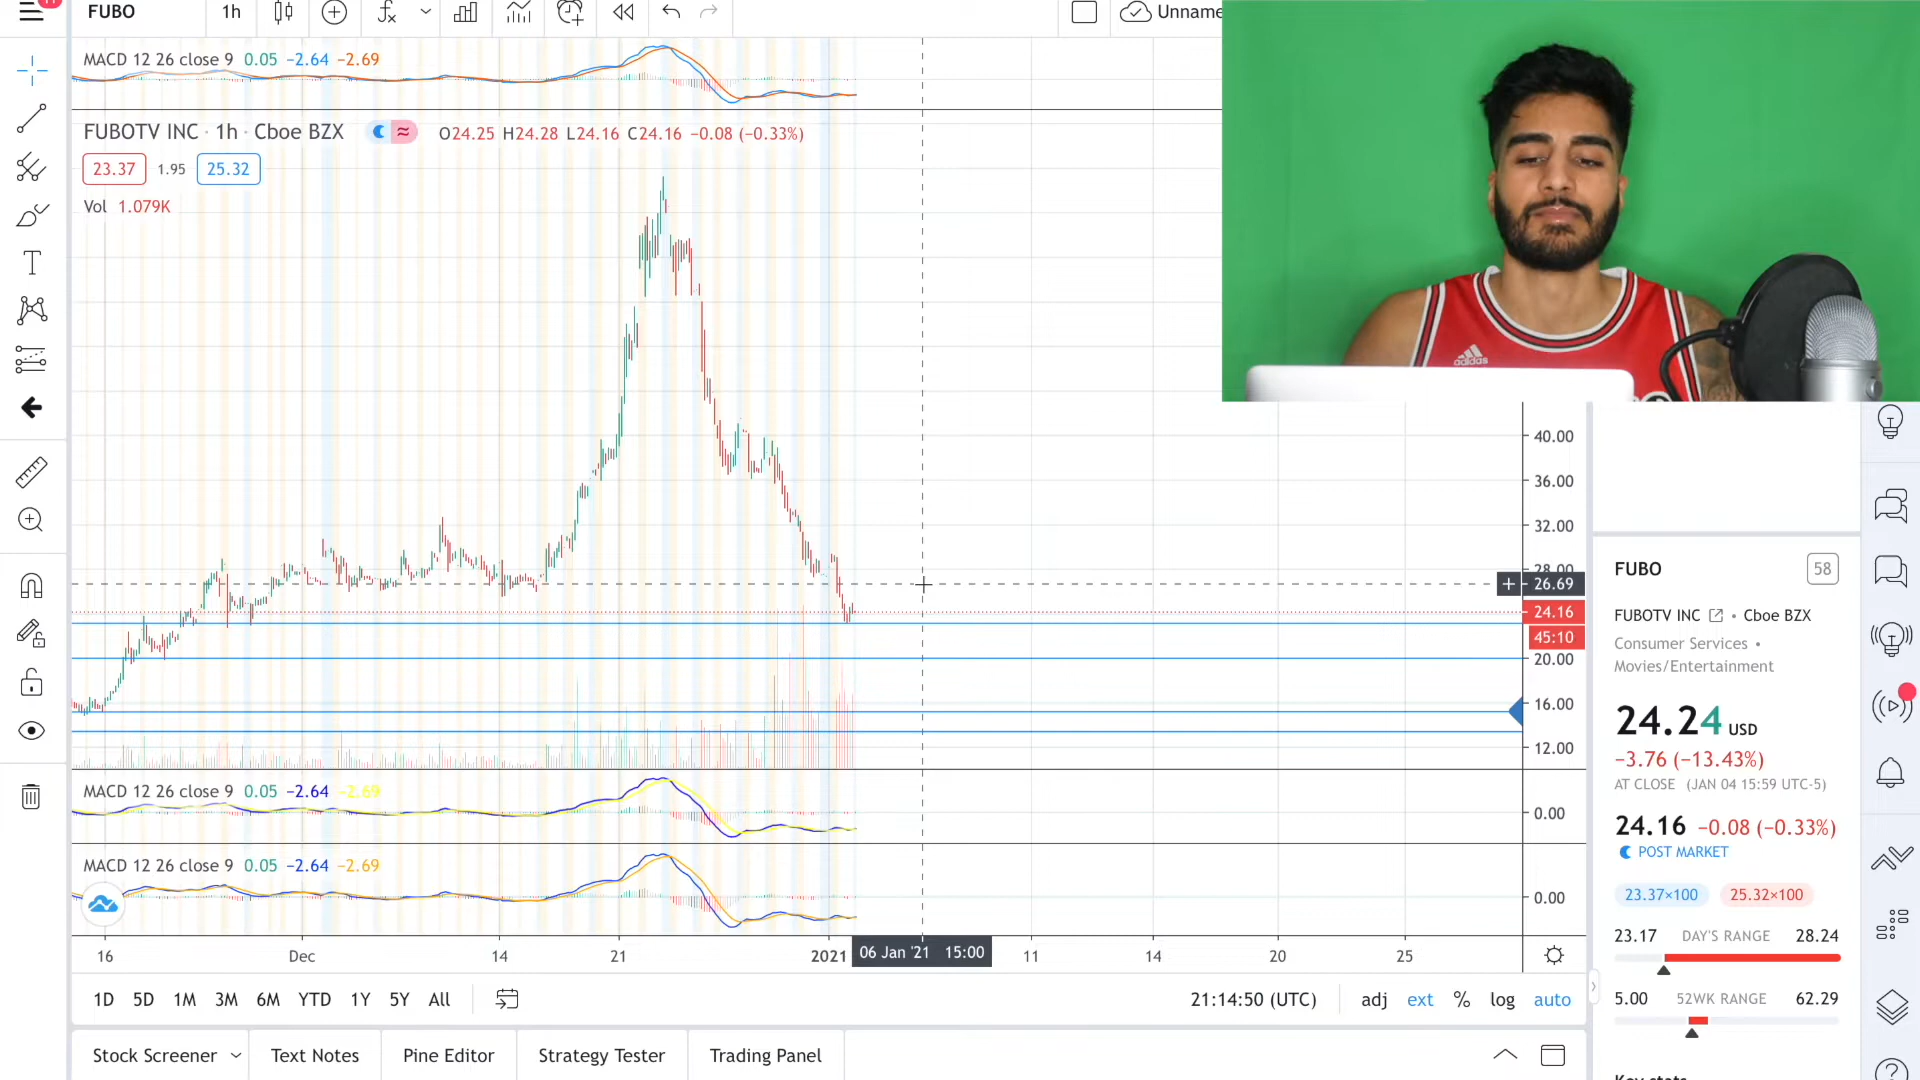 FUBO
1h
Unname
MACD 12 26 close 9 0.05 −2.64 −2.69
FUBOTV INC · 1h · Cboe BZX
O24.25 H24.28 L24.16 C24.16 −0.08 (−0.33%)
23.37 1.95 25.32
Vol 1.079K
adidas
40.00
36.00
32.00
28.00
26.69
24.16
45:10
20.00
16.00
12.00
MACD 12 26 close 9 0.05 −2.64 −2.69
0.00
MACD 12 26 close 9 0.05 −2.64 −2.69
0.00
16 Dec 14 21 2021 06 Jan '21 15:00 11 14 20 25
1D 5D 1M 3M 6M YTD 1Y 5Y All
21:14:50 (UTC) adj ext % log auto
Stock Screener Text Notes Pine Editor Strategy Tester Trading Panel
FUBO 58
FUBOTV INC • Cboe BZX
Consumer Services •
Movies/Entertainment
24.24 USD
−3.76 (−13.43%)
AT CLOSE (JAN 04 15:59 UTC-5)
24.16 −0.08 (−0.33%)
POST MARKET
23.37×100 25.32×100
23.17 DAY'S RANGE 28.24
5.00 52WK RANGE 62.29
Key stats